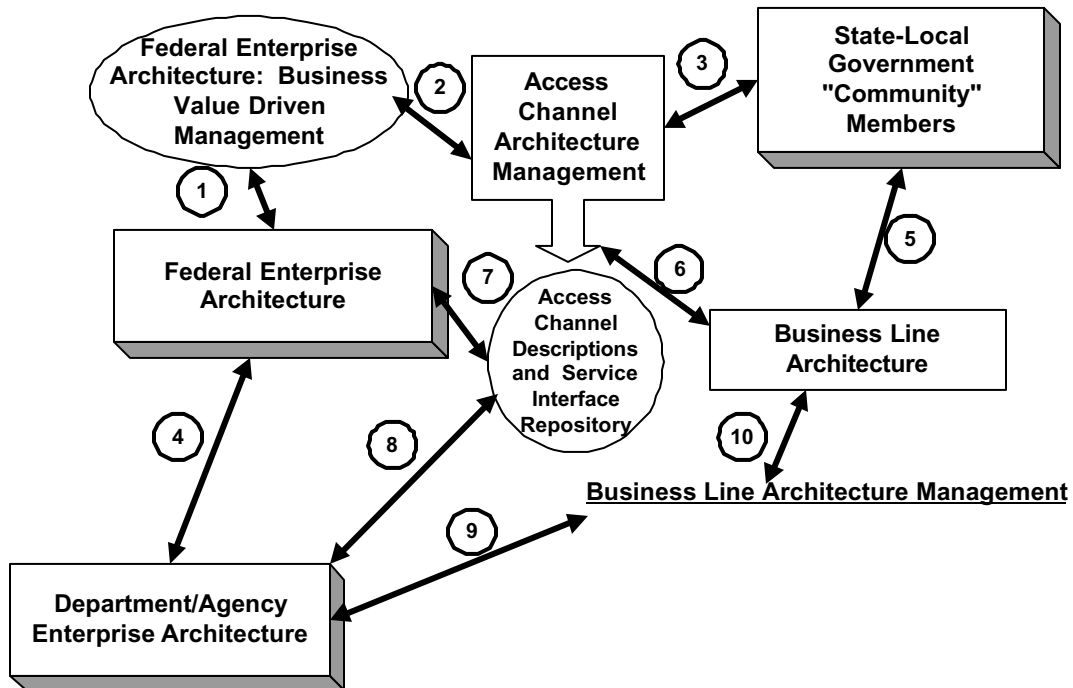 Federal Enterprise
Architecture: Business
Value Driven
Management
2
Access
Channel
Architecture
Management
3
State-Local
Government
"Community"
Members
1
Federal Enterprise
Architecture
7
Access
Channel
Descriptions
and Service
Interface
Repository
6
5
Business Line
Architecture
4
8
10
Business Line Architecture Management
9
Department/Agency
Enterprise Architecture